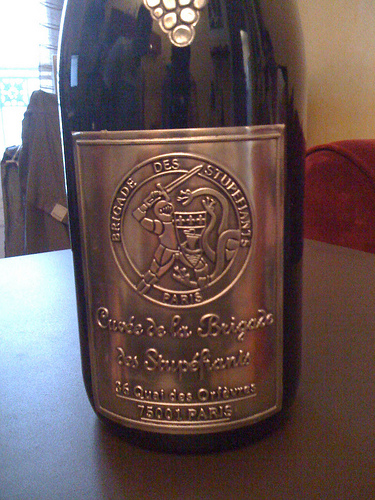 BRIGADE DES STUPEFIANTS
PARIS
Cuvée de la Brigade
des Stupéfiants
36 Quai des Orfèvres
75001 PARIS